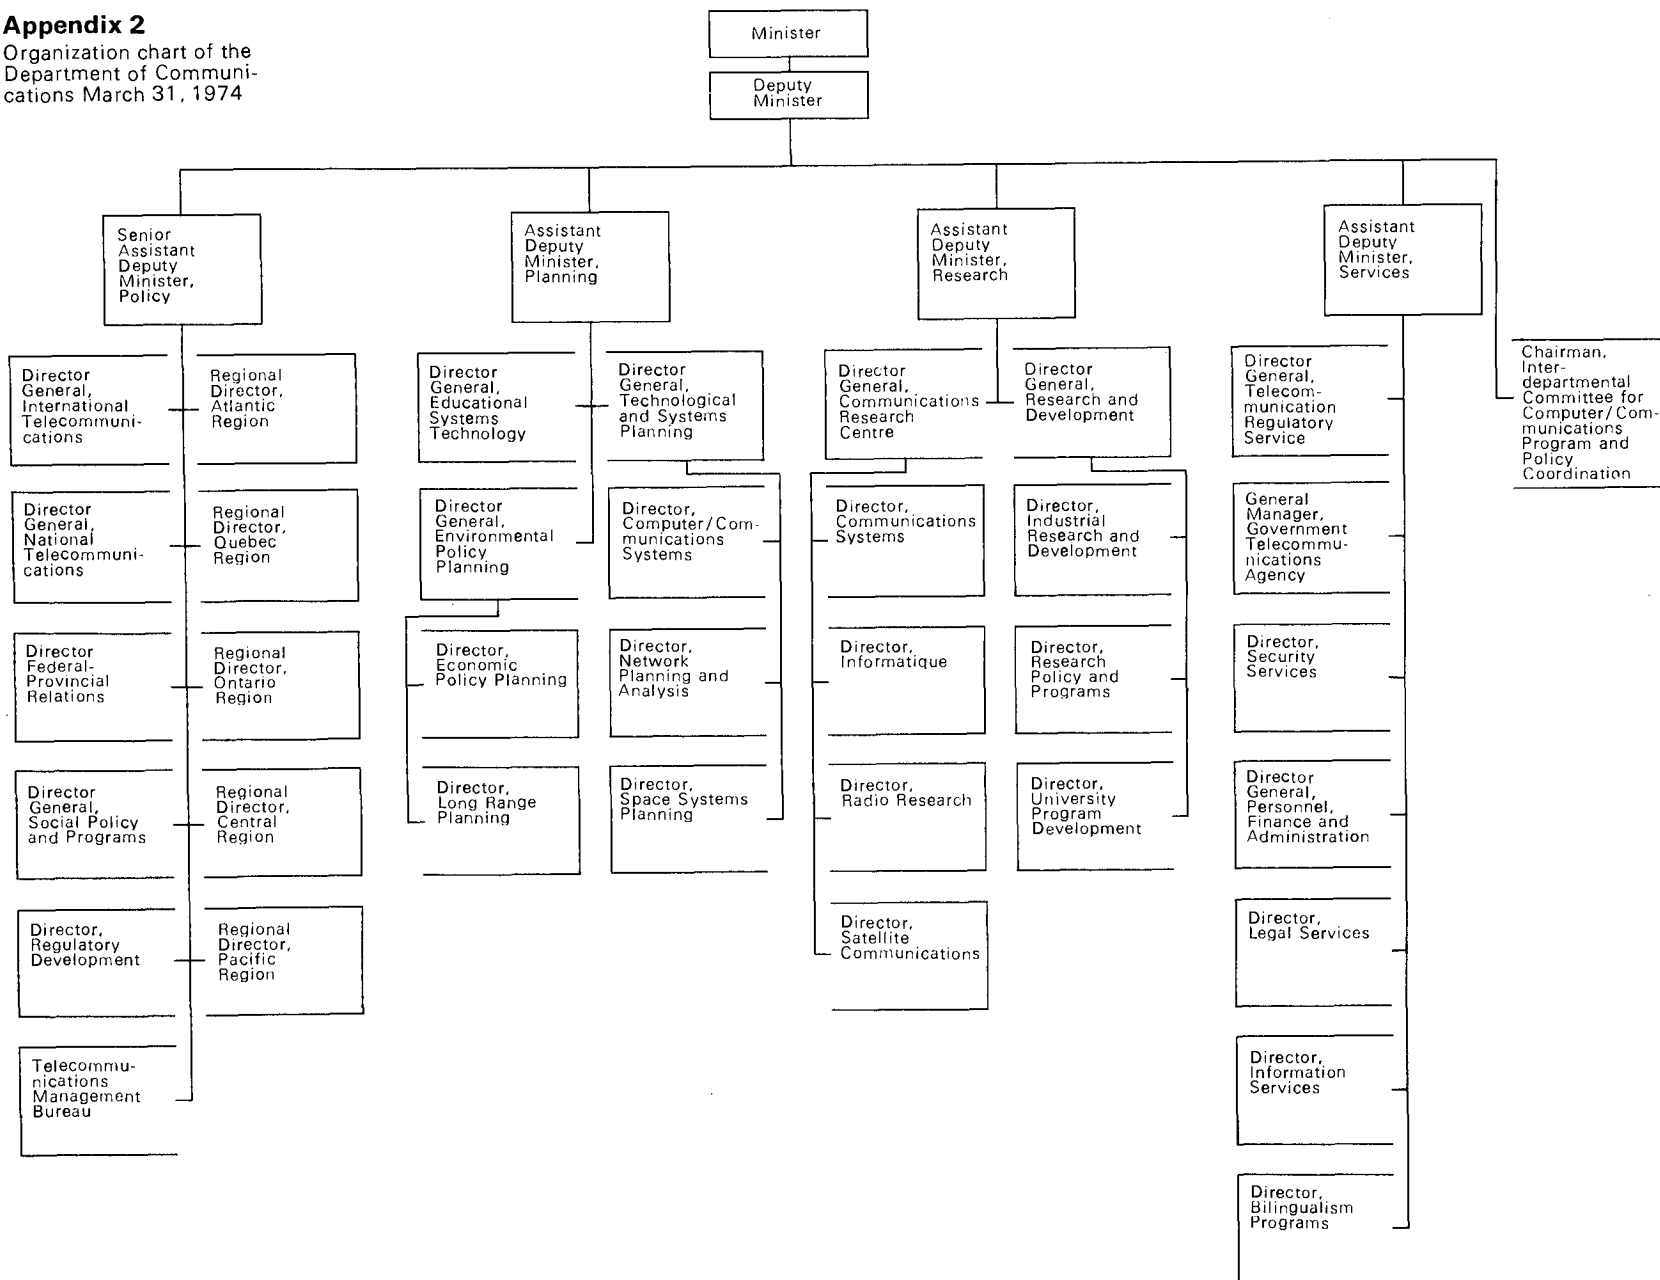 Appendix 2
Organization chart of the
Department of Communi-
cations March 31, 1974
Minister
Deputy
Minister
Senior
Assistant
Deputy
Minister,
Policy
Director
General,
International
Telecommuni-
cations
Regional
Director,
Atlantic
Region
Director
General,
National
Telecommuni-
cations
Regional
Director,
Quebec
Region
Director
Federal-
Provincial
Relations
Regional
Director,
Ontario
Region
Director
General,
Social Policy
and Programs
Regional
Director,
Central
Region
Director,
Regulatory
Development
Regional
Director,
Pacific
Region
Telecommu-
nications
Management
Bureau
Assistant
Deputy
Minister,
Planning
Director
General,
Educational
Systems
Technology
Director
General,
Technological
and Systems
Planning
Director
General,
Environmental
Policy
Planning
Director,
Computer/Com-
munications
Systems
Director,
Economic
Policy Planning
Director,
Network
Planning and
Analysis
Director,
Long Range
Planning
Director,
Space Systems
Planning
Assistant
Deputy
Minister,
Research
Director
General,
Communications
Research
Centre
Director
General,
Research and
Development
Director,
Communications
Systems
Director,
Industrial
Research and
Development
Director,
Informatique
Director,
Research
Policy and
Programs
Director,
Radio Research
Director,
University
Program
Development
Director,
Satellite
Communications
Assistant
Deputy
Minister,
Services
Director
General,
Telecom-
munication
Regulatory
Service
General
Manager,
Government
Telecommu-
nications
Agency
Director,
Security
Services
Director
General,
Personnel,
Finance and
Administration
Director,
Legal Services
Director,
Information
Services
Director,
Bilingualism
Programs
Chairman,
Inter-
departmental
Committee for
Computer/Com-
munications
Program and
Policy
Coordination